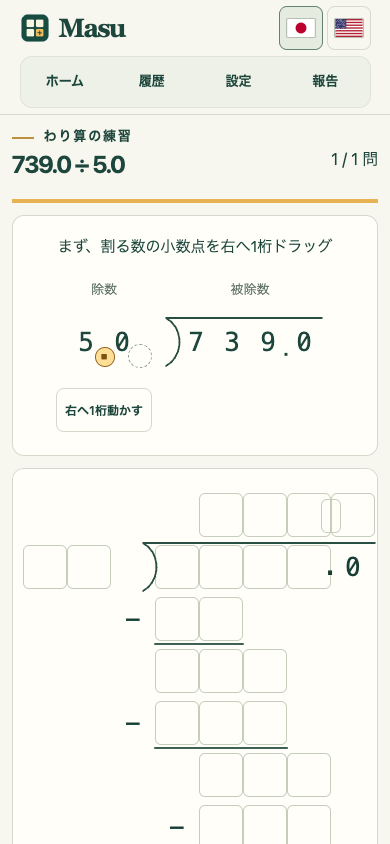 Masu
ホーム 履歴 設定 報告
わり算の練習
739.0÷5.0
1/1問
まず、割る数の小数点を右へ1桁ドラッグ
除数 被除数
5 0 7 3 9 . 0
右へ1桁動かす
. 0
−
−
−